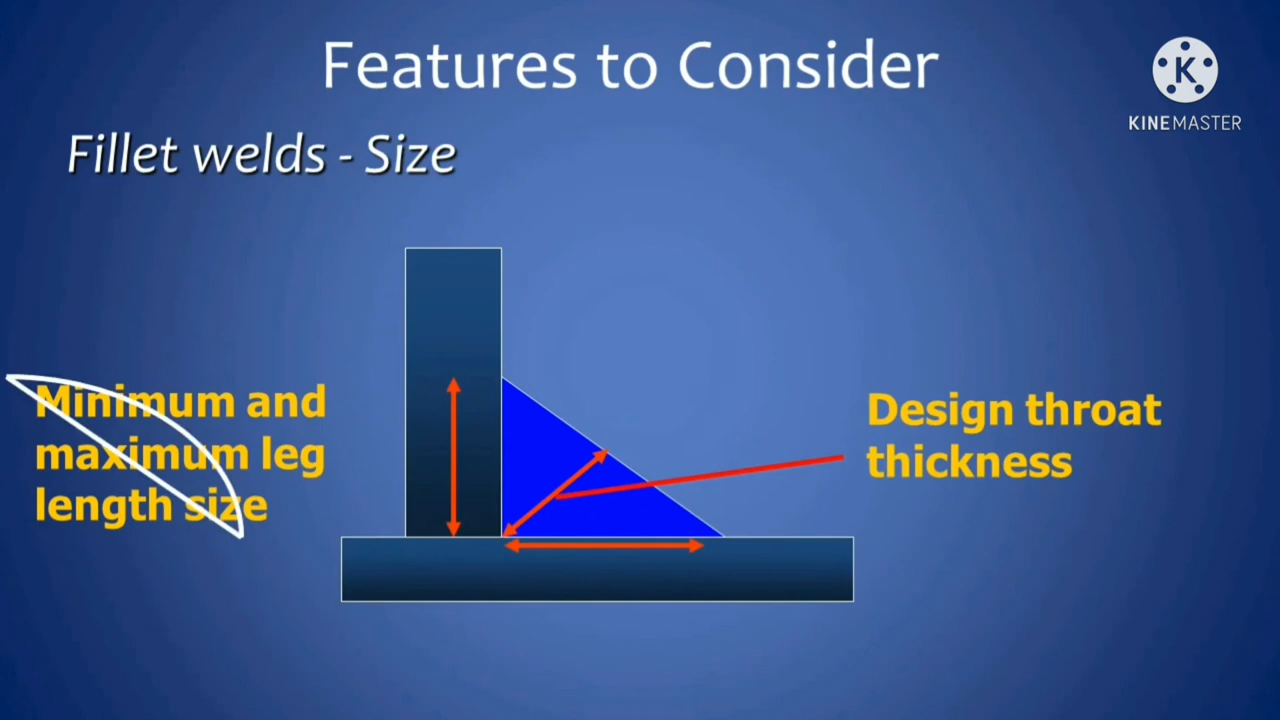 Features to Consider
K
KINEMASTER
Fillet welds - Size
Minimum and
maximum leg
length size
Design throat
thickness